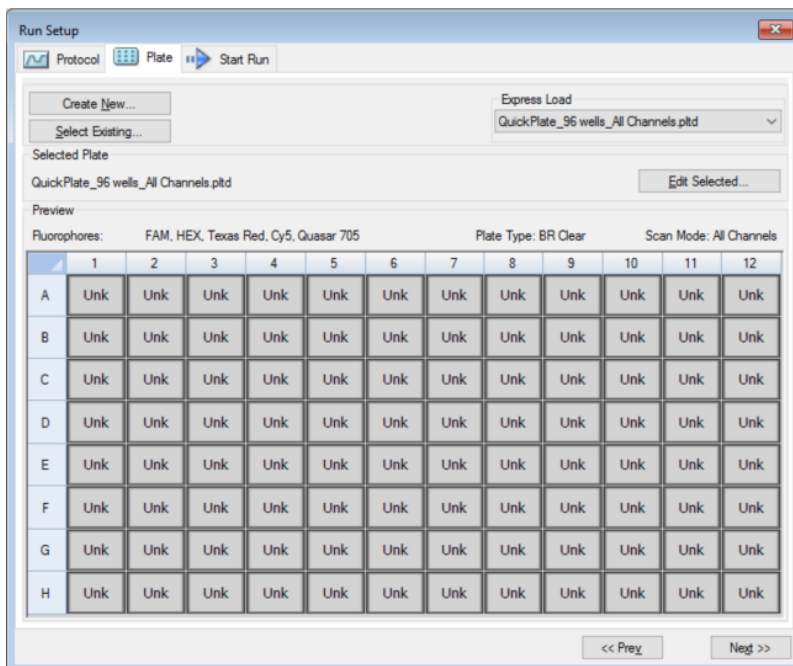 Run Setup
Protocol Plate Start Run
Create New...
Express Load
QuickPlate_96 wells_All Channels.pltd
Select Existing...
Selected Plate
QuickPlate_96 wells_All Channels.pltd Edit Selected...
Preview
Fluorophores: FAM, HEX, Texas Red, Cy5, Quasar 705 Plate Type: BR Clear Scan Mode: All Channels
1 2 3 4 5 6 7 8 9 10 11 12
A Unk Unk Unk Unk Unk Unk Unk Unk Unk Unk Unk Unk
B Unk Unk Unk Unk Unk Unk Unk Unk Unk Unk Unk Unk
C Unk Unk Unk Unk Unk Unk Unk Unk Unk Unk Unk Unk
D Unk Unk Unk Unk Unk Unk Unk Unk Unk Unk Unk Unk
E Unk Unk Unk Unk Unk Unk Unk Unk Unk Unk Unk Unk
F Unk Unk Unk Unk Unk Unk Unk Unk Unk Unk Unk Unk
G Unk Unk Unk Unk Unk Unk Unk Unk Unk Unk Unk Unk
H Unk Unk Unk Unk Unk Unk Unk Unk Unk Unk Unk Unk
<< Prev Next >>